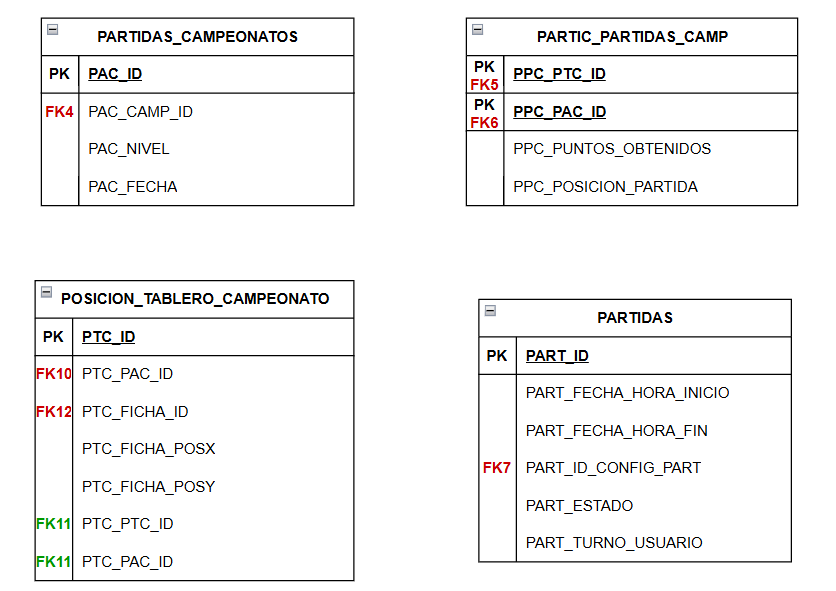 PARTIDAS_CAMPEONATOS
PK PAC_ID
FK4 PAC_CAMP_ID
PAC_NIVEL
PAC_FECHA
PARTIC_PARTIDAS_CAMP
PK
FK5 PPC_PTC_ID
PK
FK6 PPC_PAC_ID
PPC_PUNTOS_OBTENIDOS
PPC_POSICION_PARTIDA
POSICION_TABLERO_CAMPEONATO
PK PTC_ID
FK10 PTC_PAC_ID
FK12 PTC_FICHA_ID
PTC_FICHA_POSX
PTC_FICHA_POSY
FK11 PTC_PTC_ID
FK11 PTC_PAC_ID
PARTIDAS
PK PART_ID
PART_FECHA_HORA_INICIO
PART_FECHA_HORA_FIN
FK7 PART_ID_CONFIG_PART
PART_ESTADO
PART_TURNO_USUARIO